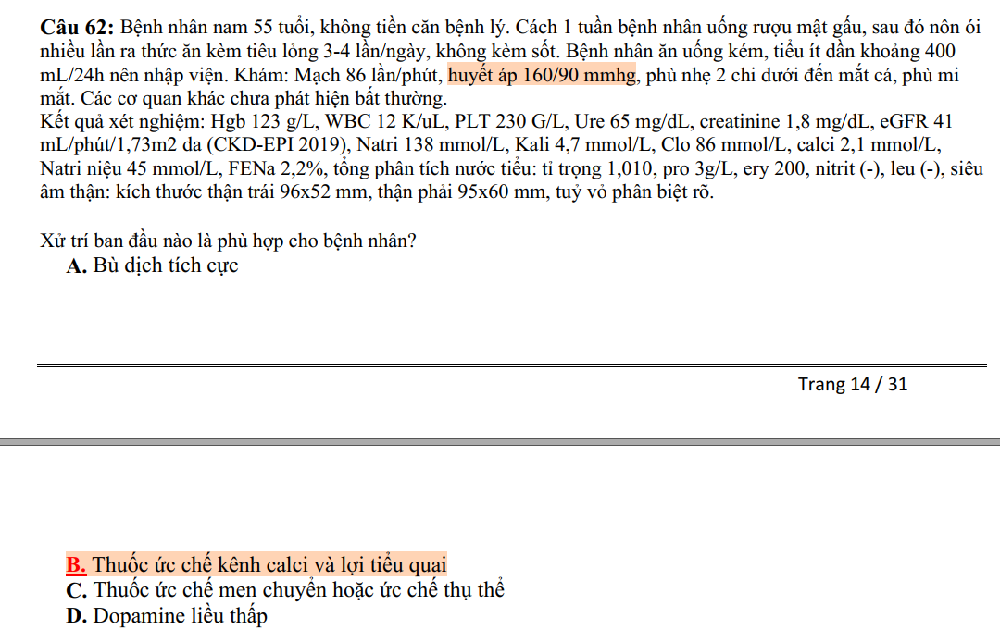 Câu 62: Bệnh nhân nam 55 tuổi, không tiền căn bệnh lý. Cách 1 tuần bệnh nhân uống rượu mật gấu, sau đó nôn ói
nhiều lần ra thức ăn kèm tiêu lỏng 3-4 lần/ngày, không kèm sốt. Bệnh nhân ăn uống kém, tiểu ít dần khoảng 400
mL/24h nên nhập viện. Khám: Mạch 86 lần/phút, huyết áp 160/90 mmhg, phù nhẹ 2 chi dưới đến mắt cá, phù mi
mắt. Các cơ quan khác chưa phát hiện bất thường.
Kết quả xét nghiệm: Hgb 123 g/L, WBC 12 K/uL, PLT 230 G/L, Ure 65 mg/dL, creatinine 1,8 mg/dL, eGFR 41
mL/phút/1,73m2 da (CKD-EPI 2019), Natri 138 mmol/L, Kali 4,7 mmol/L, Clo 86 mmol/L, calci 2,1 mmol/L,
Natri niệu 45 mmol/L, FENa 2,2%, tổng phân tích nước tiểu: tỉ trọng 1,010, pro 3g/L, ery 200, nitrit (-), leu (-), siêu
âm thận: kích thước thận trái 96x52 mm, thận phải 95x60 mm, tuỷ vỏ phân biệt rõ.
Xử trí ban đầu nào là phù hợp cho bệnh nhân?
A. Bù dịch tích cực
Trang 14 / 31
B. Thuốc ức chế kênh calci và lợi tiểu quai
C. Thuốc ức chế men chuyển hoặc ức chế thụ thể
D. Dopamine liều thấp